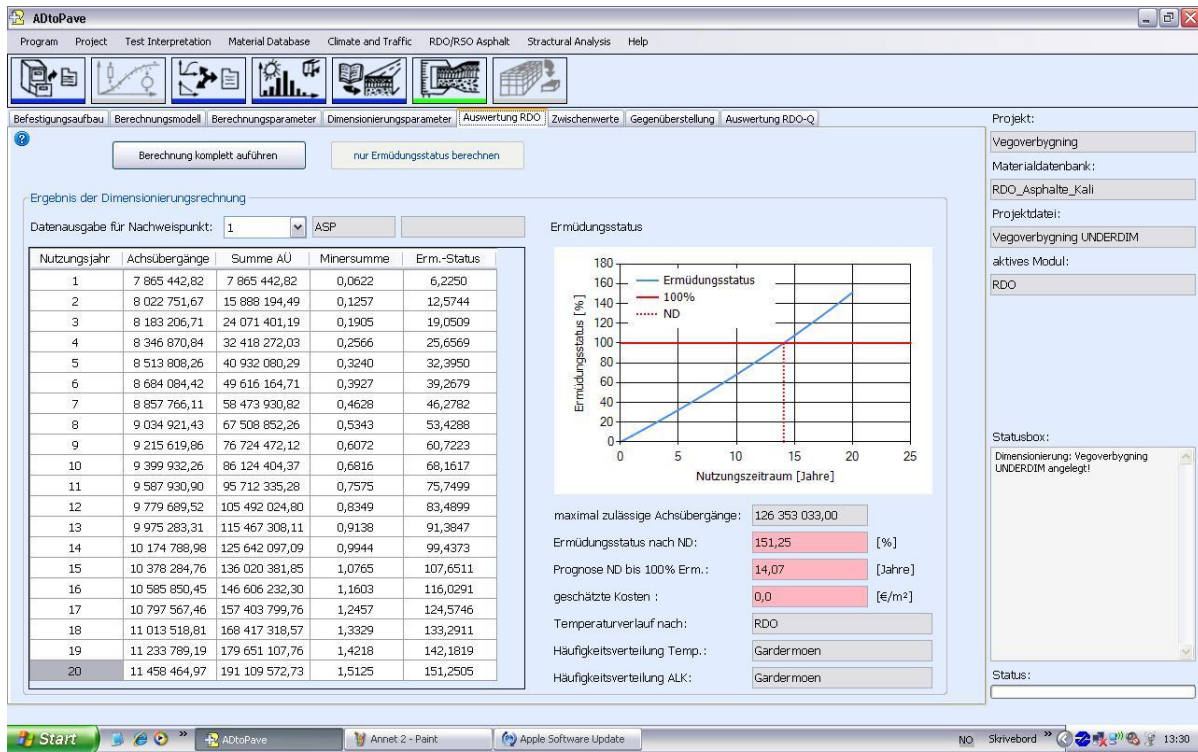 ADtoPave
Program Project Test Interpretation Material Database Climate and Traffic RDO/RSO Asphalt Stractural Analysis Help
Befestigungsaufbau Berechnungsmodell Berechnungsparameter Dimensionierungsparameter Auswertung RDO Zwischenwerte Gegenüberstellung Auswertung RDO-Q
Berechnung komplett auführen nur Ermüdungsstatus berechnen
Ergebnis der Dimensionierungsrechnung
Datenausgabe für Nachweispunkt: 1 ASP
Nutzungsjahr Achsübergänge Summe AÜ Minersumme Erm.-Status
1 7 865 442,82 7 865 442,82 0,0622 6,2250
2 8 022 751,67 15 888 194,49 0,1257 12,5744
3 8 183 206,71 24 071 401,19 0,1905 19,0509
4 8 346 870,84 32 418 272,03 0,2566 25,6569
5 8 513 808,26 40 932 080,29 0,3240 32,3950
6 8 684 084,42 49 616 164,71 0,3927 39,2679
7 8 857 766,11 58 473 930,82 0,4628 46,2782
8 9 034 921,43 67 508 852,26 0,5343 53,4288
9 9 215 619,86 76 724 472,12 0,6072 60,7223
10 9 399 932,26 86 124 404,37 0,6816 68,1617
11 9 587 930,90 95 712 335,28 0,7575 75,7499
12 9 779 689,52 105 492 024,80 0,8349 83,4899
13 9 975 283,31 115 467 308,11 0,9138 91,3847
14 10 174 788,98 125 642 097,09 0,9944 99,4373
15 10 378 284,76 136 020 381,85 1,0765 107,6511
16 10 585 850,45 146 606 232,30 1,1603 116,0291
17 10 797 567,46 157 403 799,76 1,2457 124,5746
18 11 013 518,81 168 417 318,57 1,3329 133,2911
19 11 233 789,19 179 651 107,76 1,4218 142,1819
20 11 458 464,97 191 109 572,73 1,5125 151,2505
Ermüdungsstatus
Ermüdungsstatus [%]
180
160
140
120
100
80
60
40
20
0
Ermüdungsstatus
100%
ND
0 5 10 15 20 25
Nutzungszeitraum [Jahre]
maximal zulässige Achsübergänge: 126 353 033,00
Ermüdungsstatus nach ND: 151,25 [%]
Prognose ND bis 100% Erm.: 14,07 [Jahre]
geschätzte Kosten : 0,0 [€/m²]
Temperaturverlauf nach: RDO
Häufigkeitsverteilung Temp.: Gardermoen
Häufigkeitsverteilung ALK: Gardermoen
Projekt:
Vegoverbygning
Materialdatenbank:
RDO_Asphalte_Kali
Projektdatei:
Vegoverbygning UNDERDIM
aktives Modul:
RDO
Statusbox:
Dimensionierung: Vegoverbygning
UNDERDIM angelegt!
Status:
Start ADtoPave Annet 2 - Paint Apple Software Update NO Skrivebord 13:30